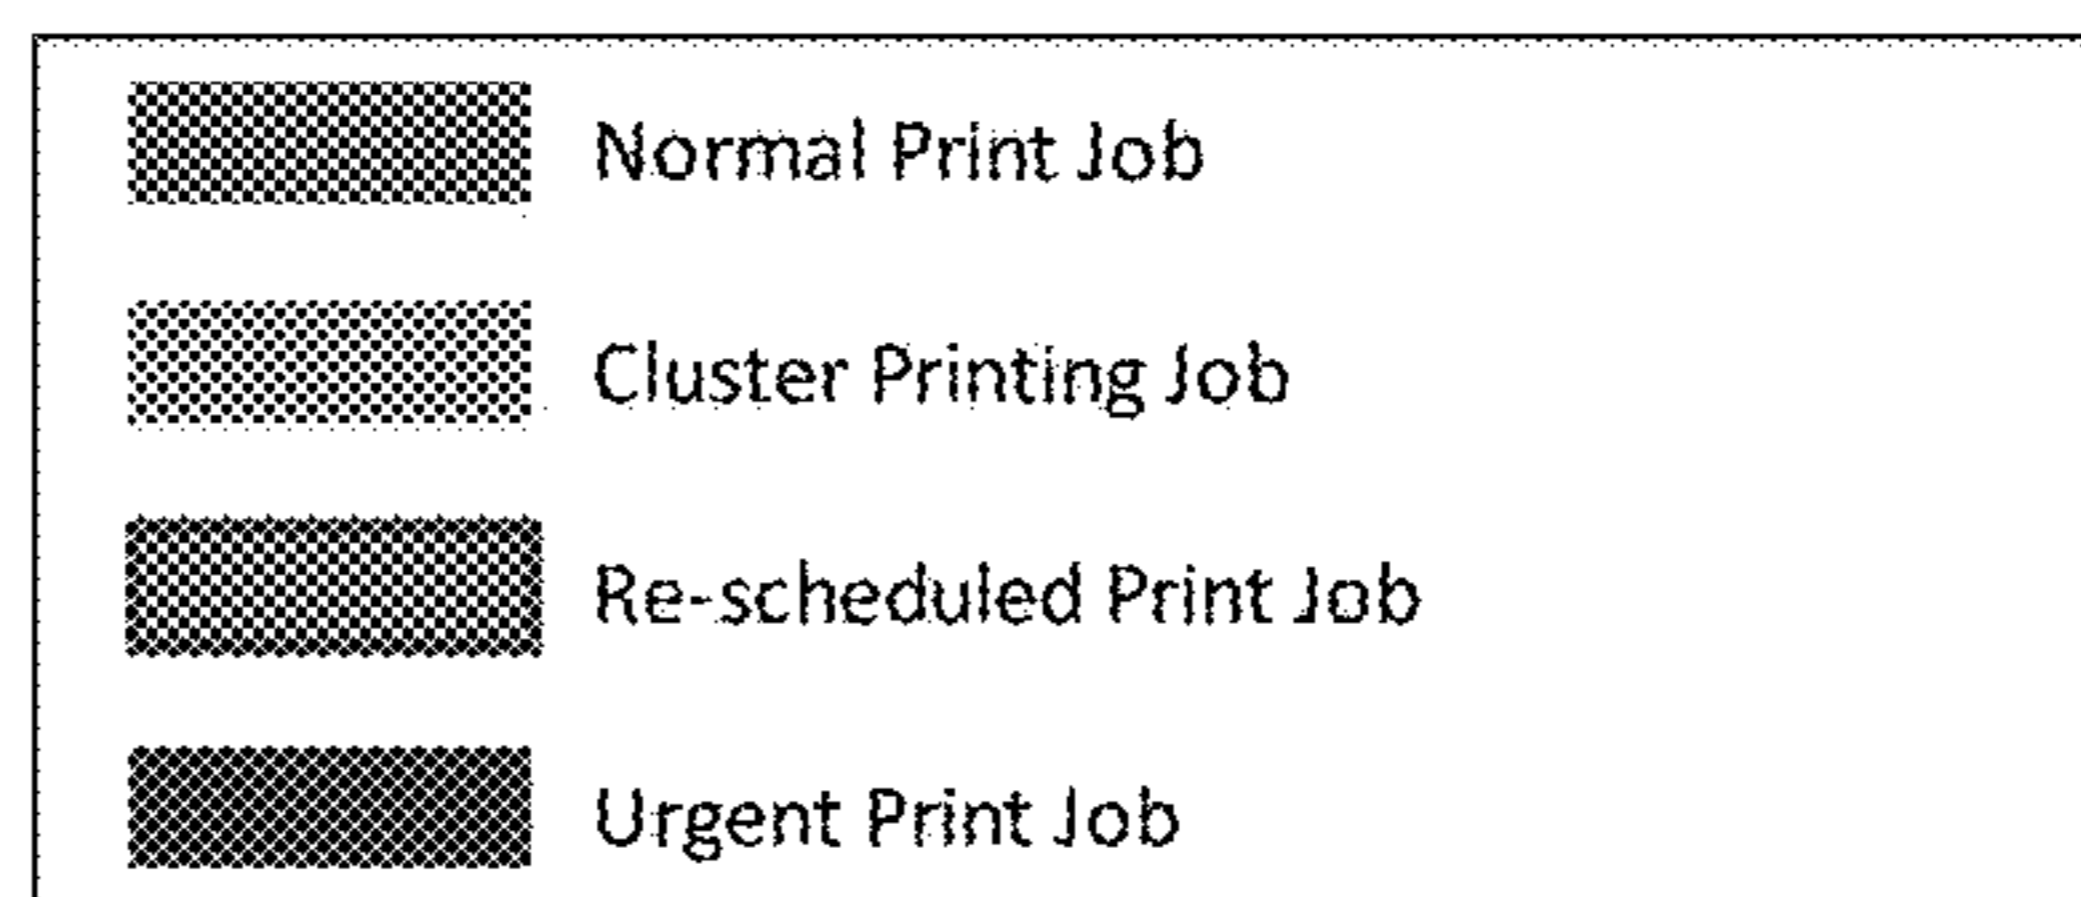 Normal Print Job
Cluster Printing Job
Re-scheduled Print Job
Urgent Print Job